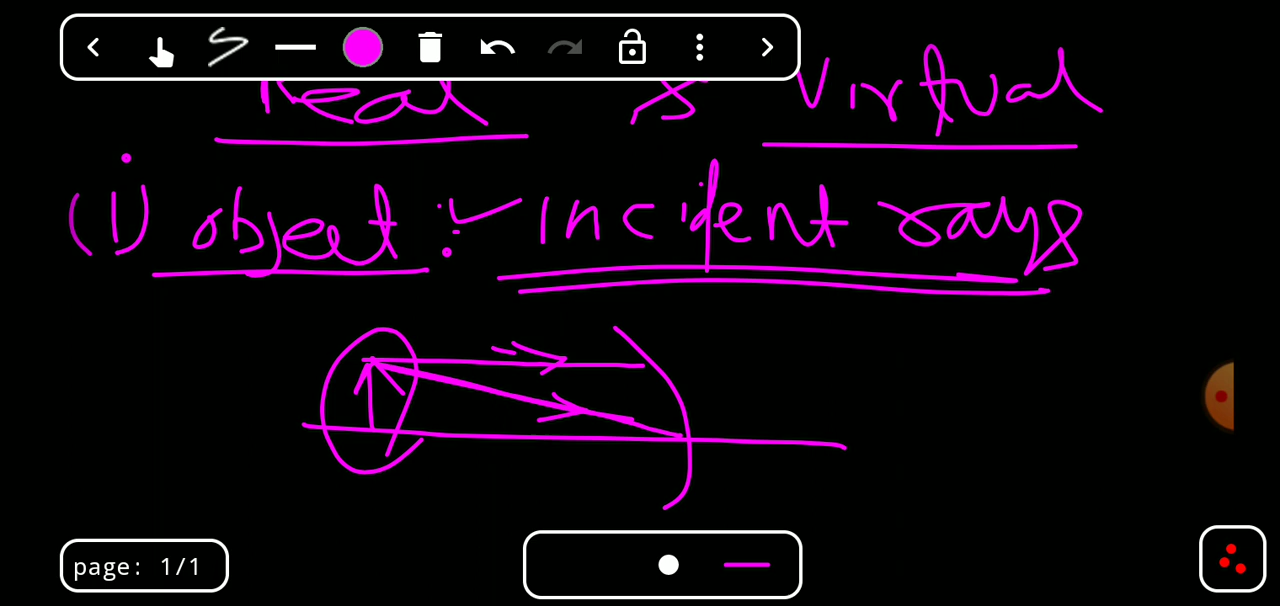 Real & Virtual
(i) object :- incident rays
page: 1/1